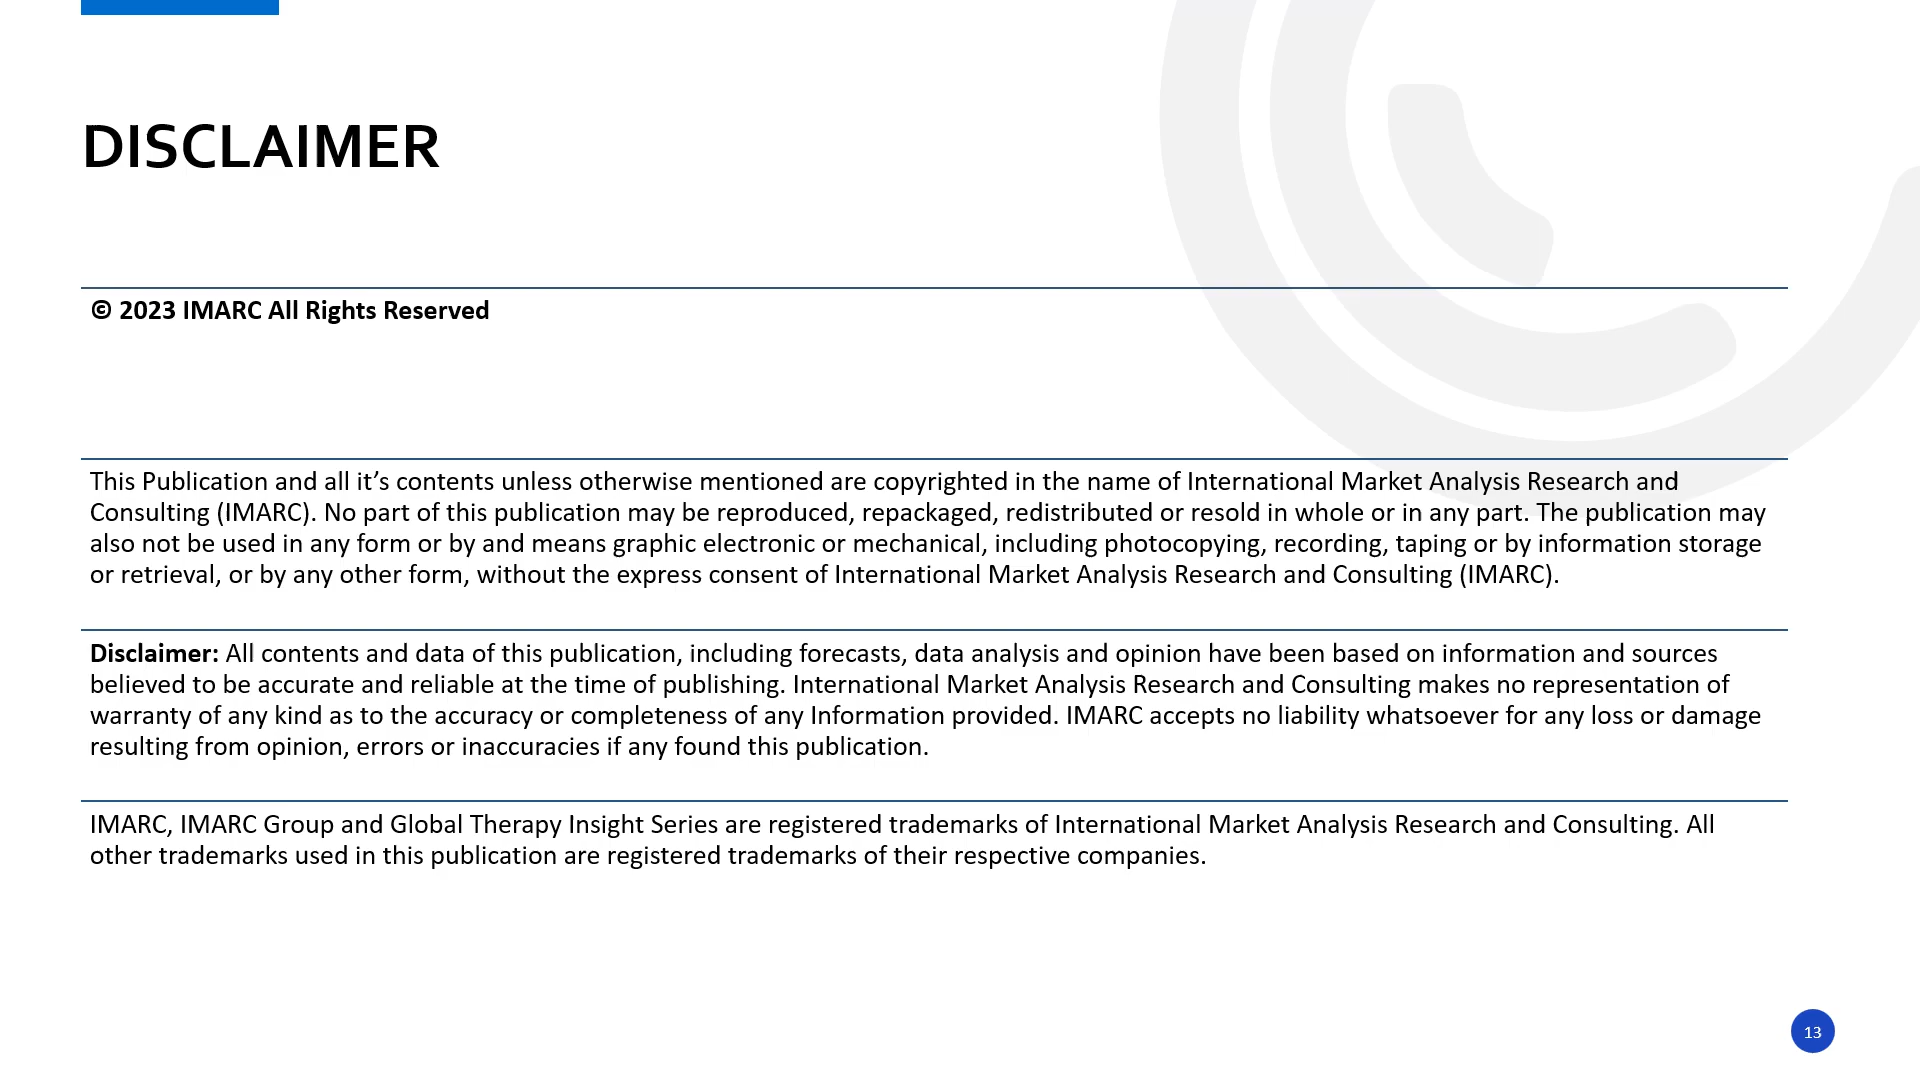 DISCLAIMER
© 2023 IMARC All Rights Reserved
This Publication and all it’s contents unless otherwise mentioned are copyrighted in the name of International Market Analysis Research and
Consulting (IMARC). No part of this publication may be reproduced, repackaged, redistributed or resold in whole or in any part. The publication may
also not be used in any form or by and means graphic electronic or mechanical, including photocopying, recording, taping or by information storage
or retrieval, or by any other form, without the express consent of International Market Analysis Research and Consulting (IMARC).
Disclaimer: All contents and data of this publication, including forecasts, data analysis and opinion have been based on information and sources
believed to be accurate and reliable at the time of publishing. International Market Analysis Research and Consulting makes no representation of
warranty of any kind as to the accuracy or completeness of any Information provided. IMARC accepts no liability whatsoever for any loss or damage
resulting from opinion, errors or inaccuracies if any found this publication.
IMARC, IMARC Group and Global Therapy Insight Series are registered trademarks of International Market Analysis Research and Consulting. All
other trademarks used in this publication are registered trademarks of their respective companies.
13